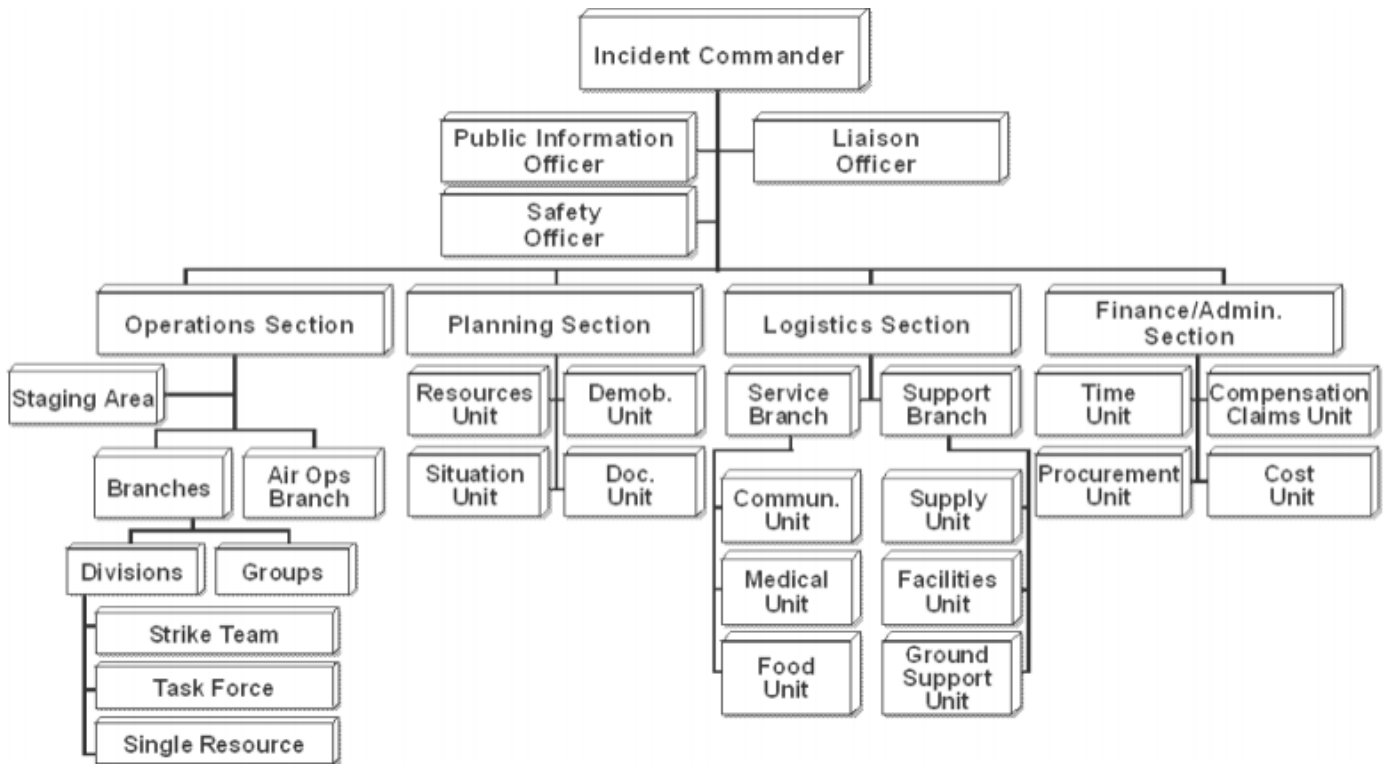 Incident Commander
Public Information
Officer
Liaison
Officer
Safety
Officer
Operations Section
Planning Section
Logistics Section
Finance/Admin.
Section
Staging Area
Branches
Air Ops
Branch
Divisions
Groups
Strike Team
Task Force
Single Resource
Resources
Unit
Demob.
Unit
Situation
Unit
Doc.
Unit
Service
Branch
Support
Branch
Commun.
Unit
Supply
Unit
Medical
Unit
Facilities
Unit
Food
Unit
Ground
Support
Unit
Time
Unit
Compensation
Claims Unit
Procurement
Unit
Cost
Unit